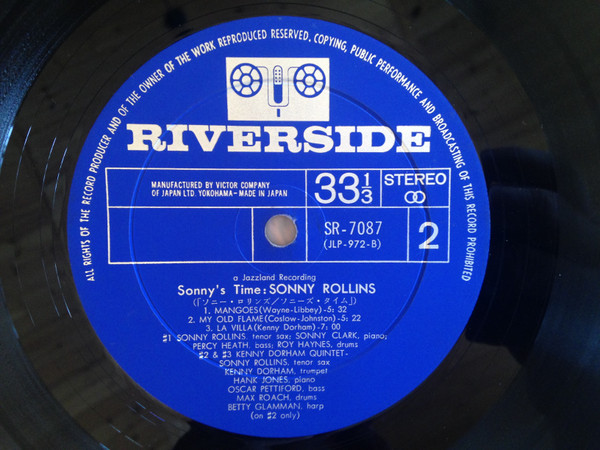 ALL RIGHTS OF THE RECORD PRODUCER AND OF THE OWNER OF THE WORK REPRODUCED RESERVED, COPYING, PUBLIC PERFORMANCE AND BROADCASTING OF THIS RECORD PROHIBITED
RIVERSIDE
MANUFACTURED BY VICTOR COMPANY
OF JAPAN LTD. YOKOHAMA–MADE IN JAPAN
33 1/3
STEREO
SR-7087
(JLP-972-B)
2
a Jazzland Recording
Sonny's Time: SONNY ROLLINS
(「ソニー・ロリンズ/ソニーズ・タイム」)
1. MANGOES(Wayne-Libbey)-5: 32
2. MY OLD FLAME(Coslow-Johnston)-5: 22
3. LA VILLA(Kenny Dorham)-7: 00
#1 SONNY ROLLINS, tenor sax; SONNY CLARK, piano;
PERCY HEATH, bass; ROY HAYNES, drums
#2 & #3 KENNY DORHAM QUINTET-
SONNY ROLLINS, tenor sax
KENNY DORHAM, trumpet
HANK JONES, piano
OSCAR PETTIFORD, bass
MAX ROACH, drums
BETTY GLAMMAN, harp
(on #2 only)